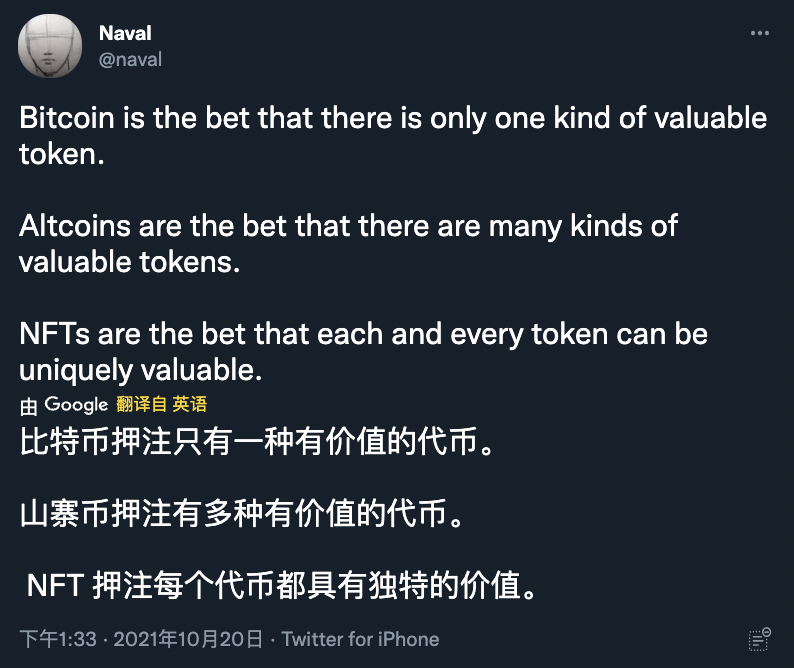 Naval
@naval
Bitcoin is the bet that there is only one kind of valuable
token.
Altcoins are the bet that there are many kinds of
valuable tokens.
NFTs are the bet that each and every token can be
uniquely valuable.
由 Google 翻译自 英语
比特币押注只有一种有价值的代币。
山寨币押注有多种有价值的代币。
NFT 押注每个代币都具有独特的价值。
下午1:33 · 2021年10月20日 · Twitter for iPhone